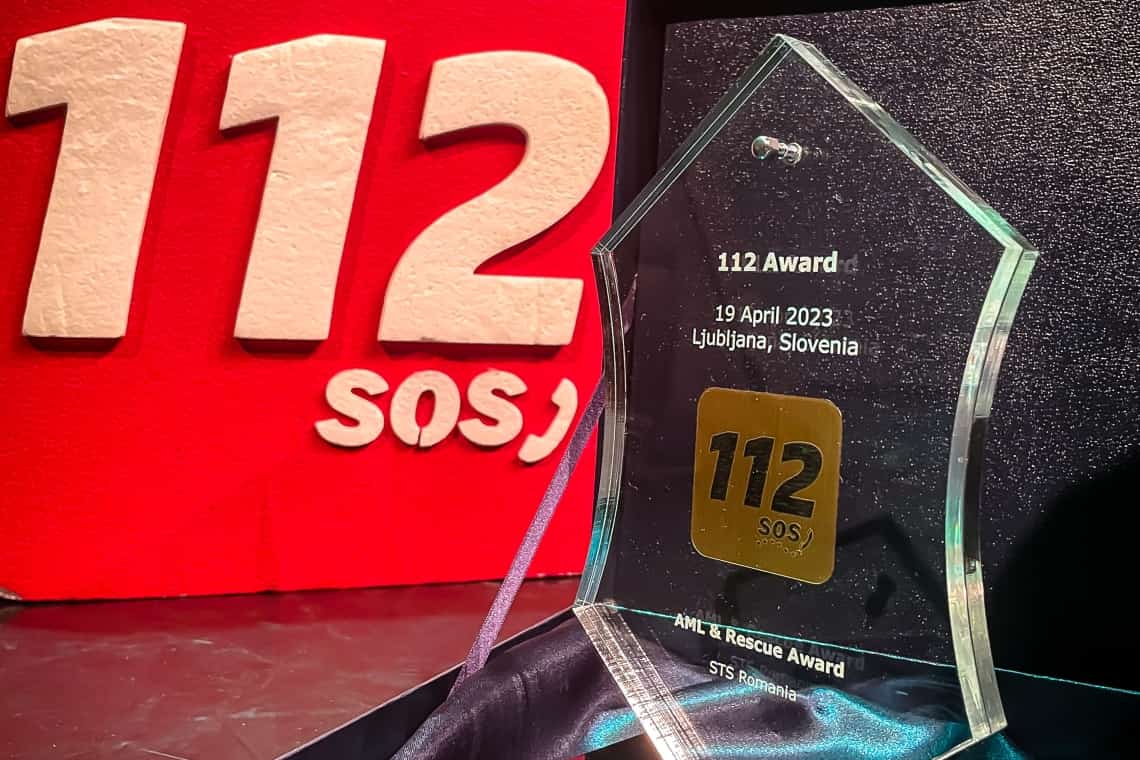 112
SOS
112 Award
19 April 2023
Ljubljana, Slovenia
112
SOS
AML & Rescue Award
STS Romania